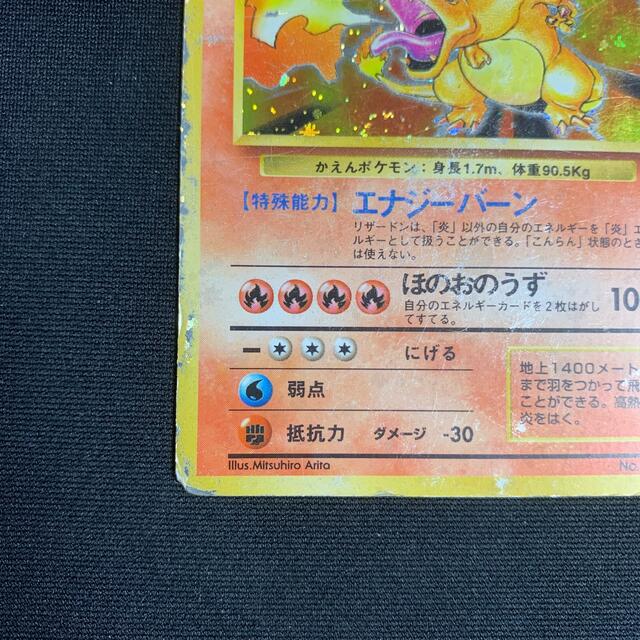 かえんポケモン：身長1.7m、体重90.5Kg
【特殊能力】 エナジーバーン
リザードンは、「炎」以外の自分のエネルギーを「炎」エ
ルギーとして扱うことができる。「こんらん」状態のとき
は使えない。
ほのおのうず 10
自分のエネルギーカードを2枚はがし
てすてる。
にげる
弱点
抵抗力 ダメージ -30
地上1400メート
まで羽をつかって飛
ことができる。高熱
炎をはく。
Illus.Mitsuhiro Arita No.